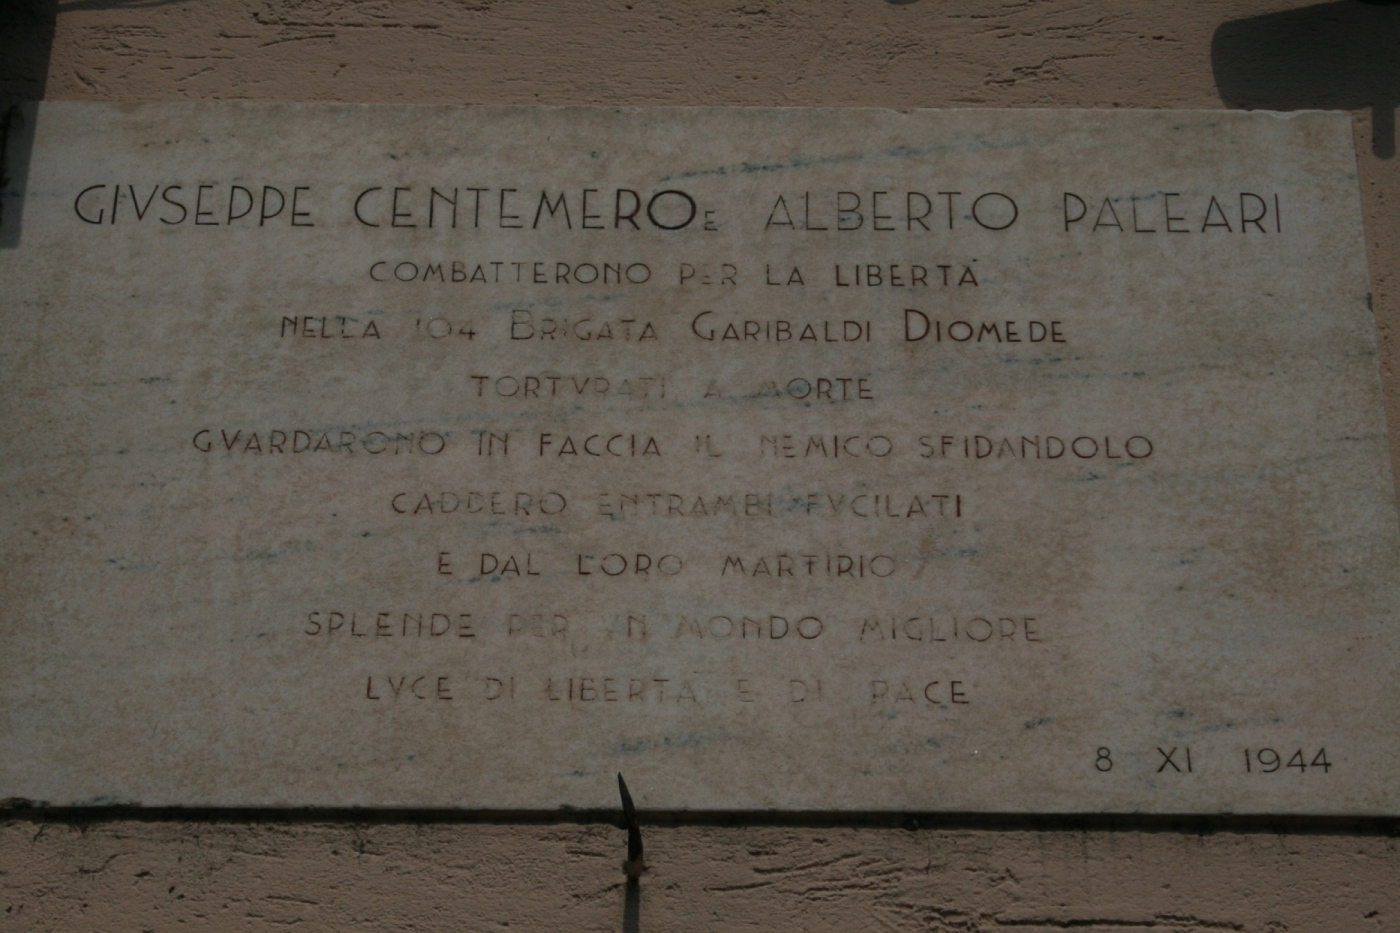 GIVSEPPE CENTEMERO E ALBERTO PALEARI
COMBATTERONO PER LA LIBERTÀ
NELLA 104 BRIGATA GARIBALDI DIOMEDE
TORTVRATI A MORTE
GVARDARONO IN FACCIA IL NEMICO SFIDANDOLO
CADDERO ENTRAMBI FVCILATI
E DAL LORO MARTIRIO
SPLENDE PER VN MONDO MIGLIORE
LVCE DI LIBERTA E DI PACE
8 XI 1944